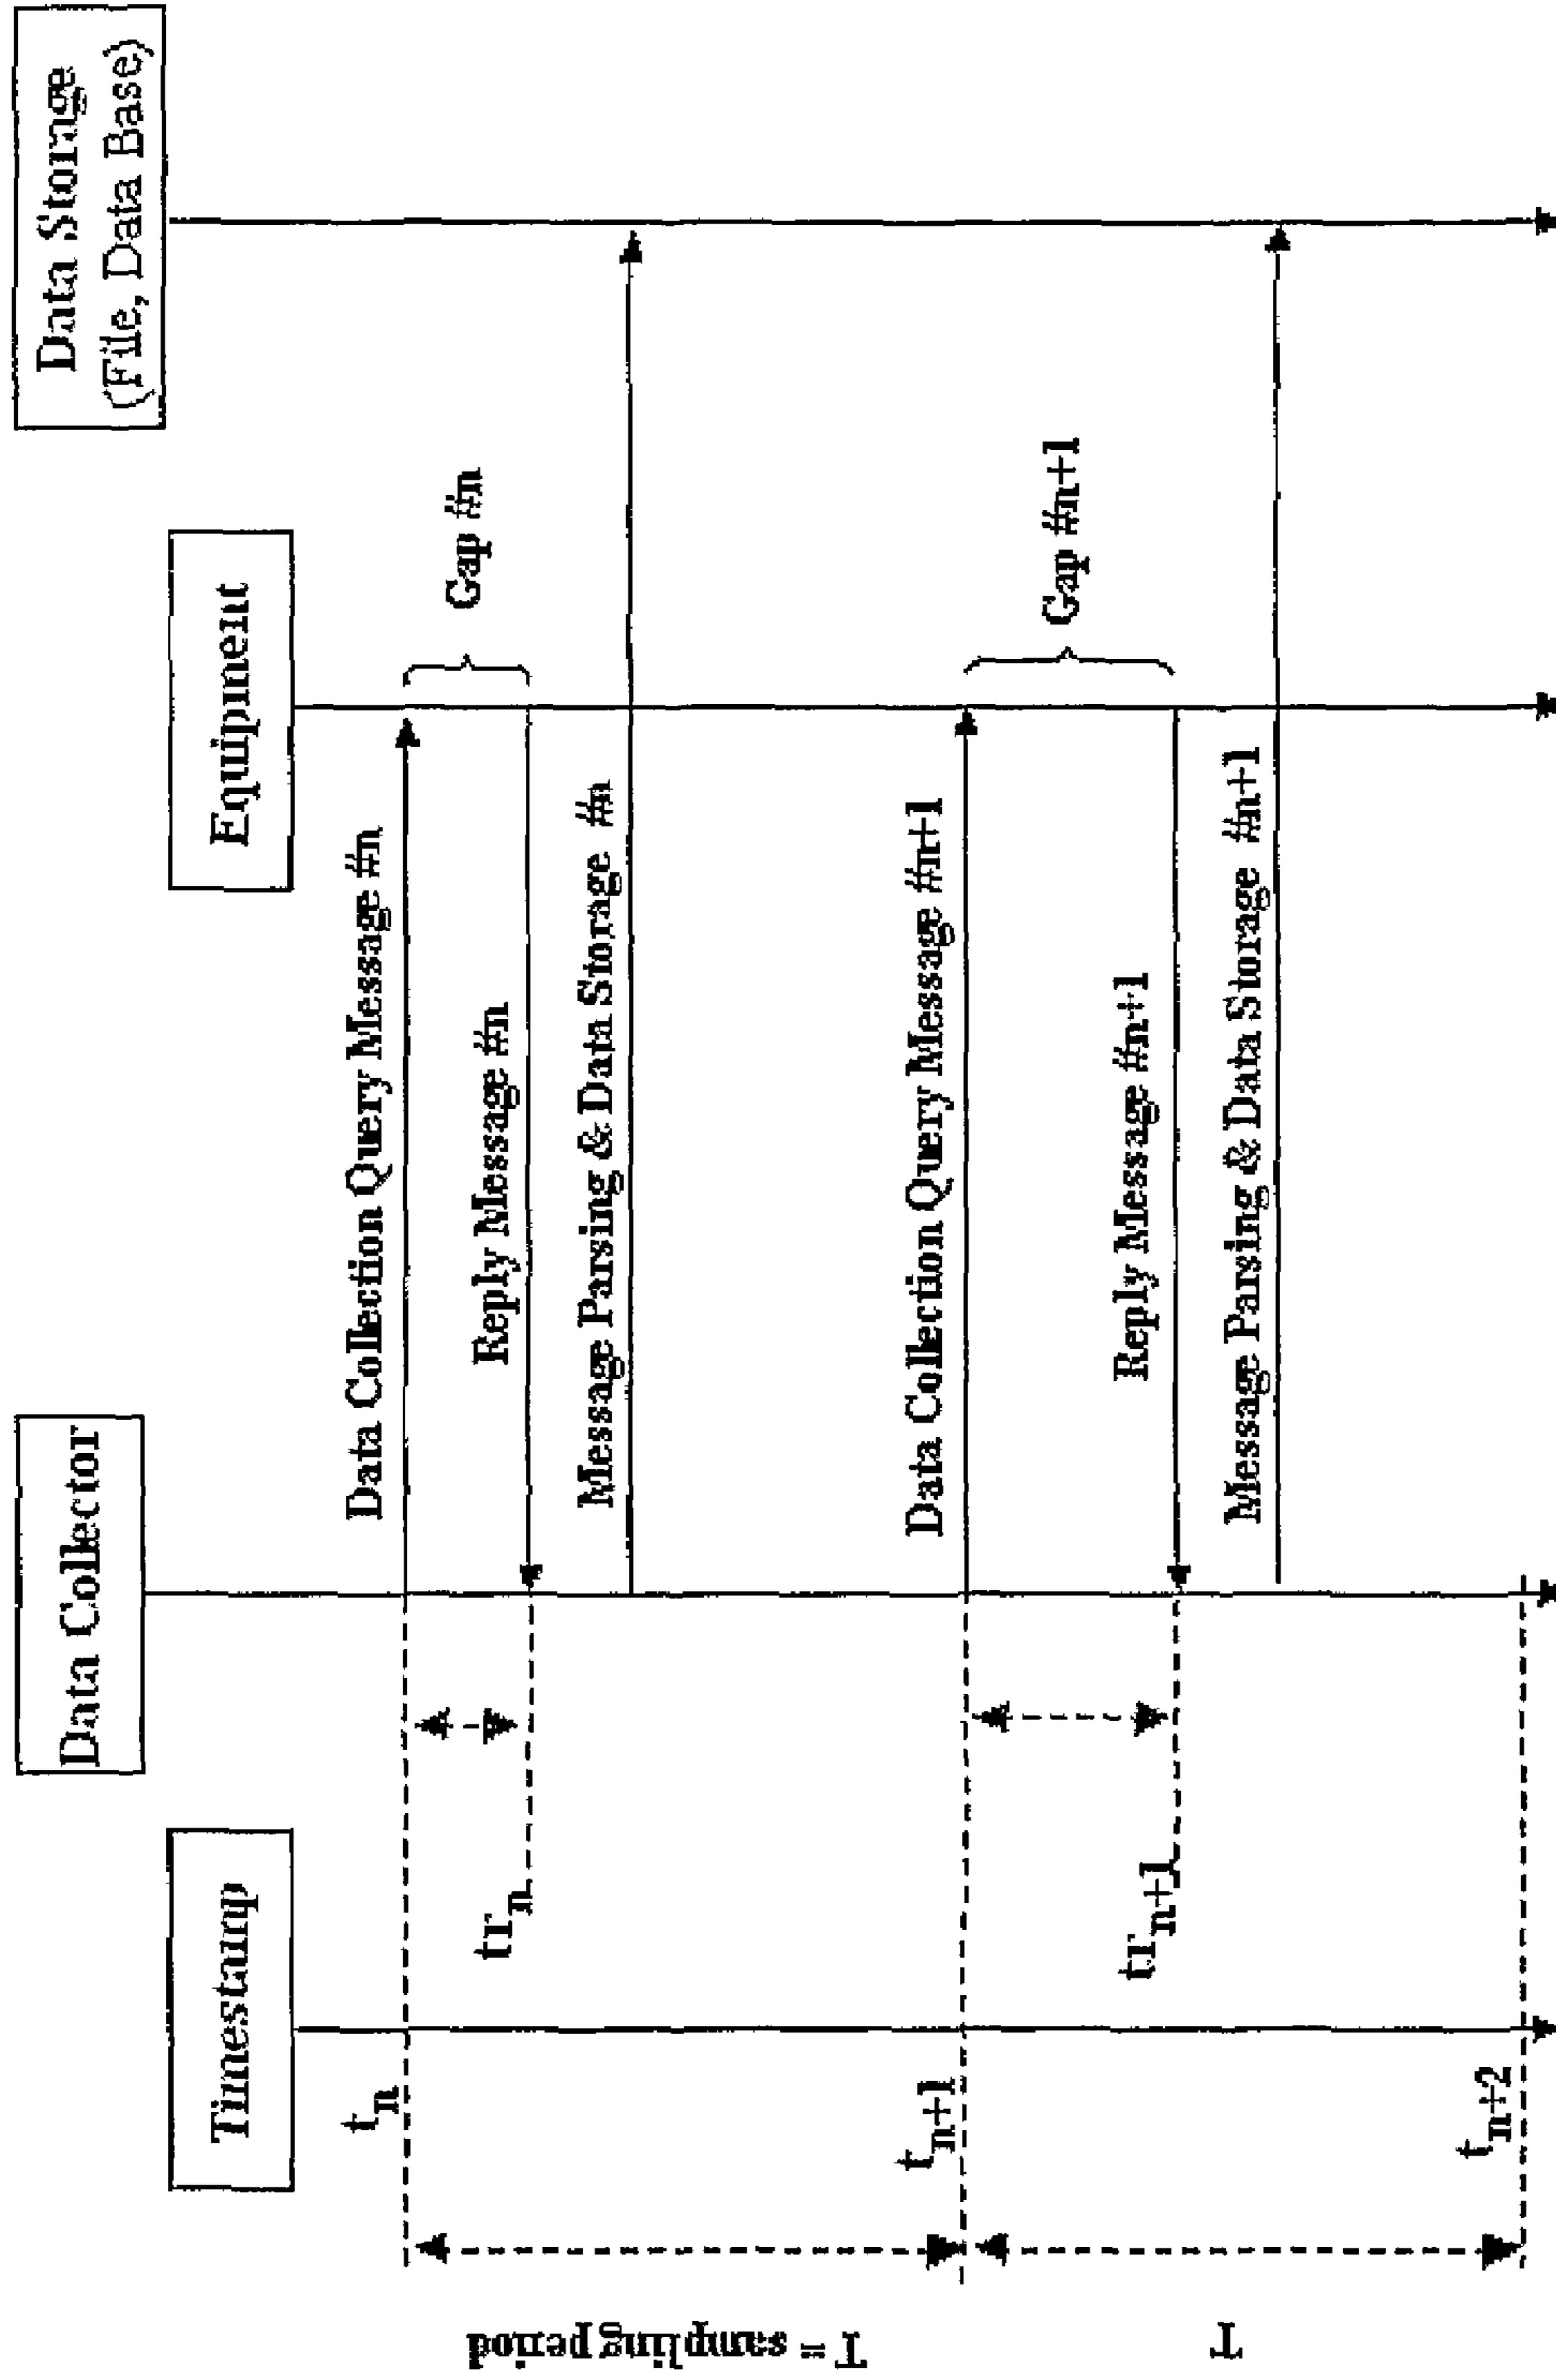 Timestamp
Data Collector
Equipment
Data Storage
(File, Data Base)
t_n
Data Collection Query Message #n
Gap #n
tr_n
Reply Message #n
Message Parsing & Data Storage #n
T = sampling period
t_n+1
Data Collection Query Message #n+1
Gap #n+1
tr_n+1
Reply Message #n+1
Message Parsing & Data Storage #n+1
T
t_n+2